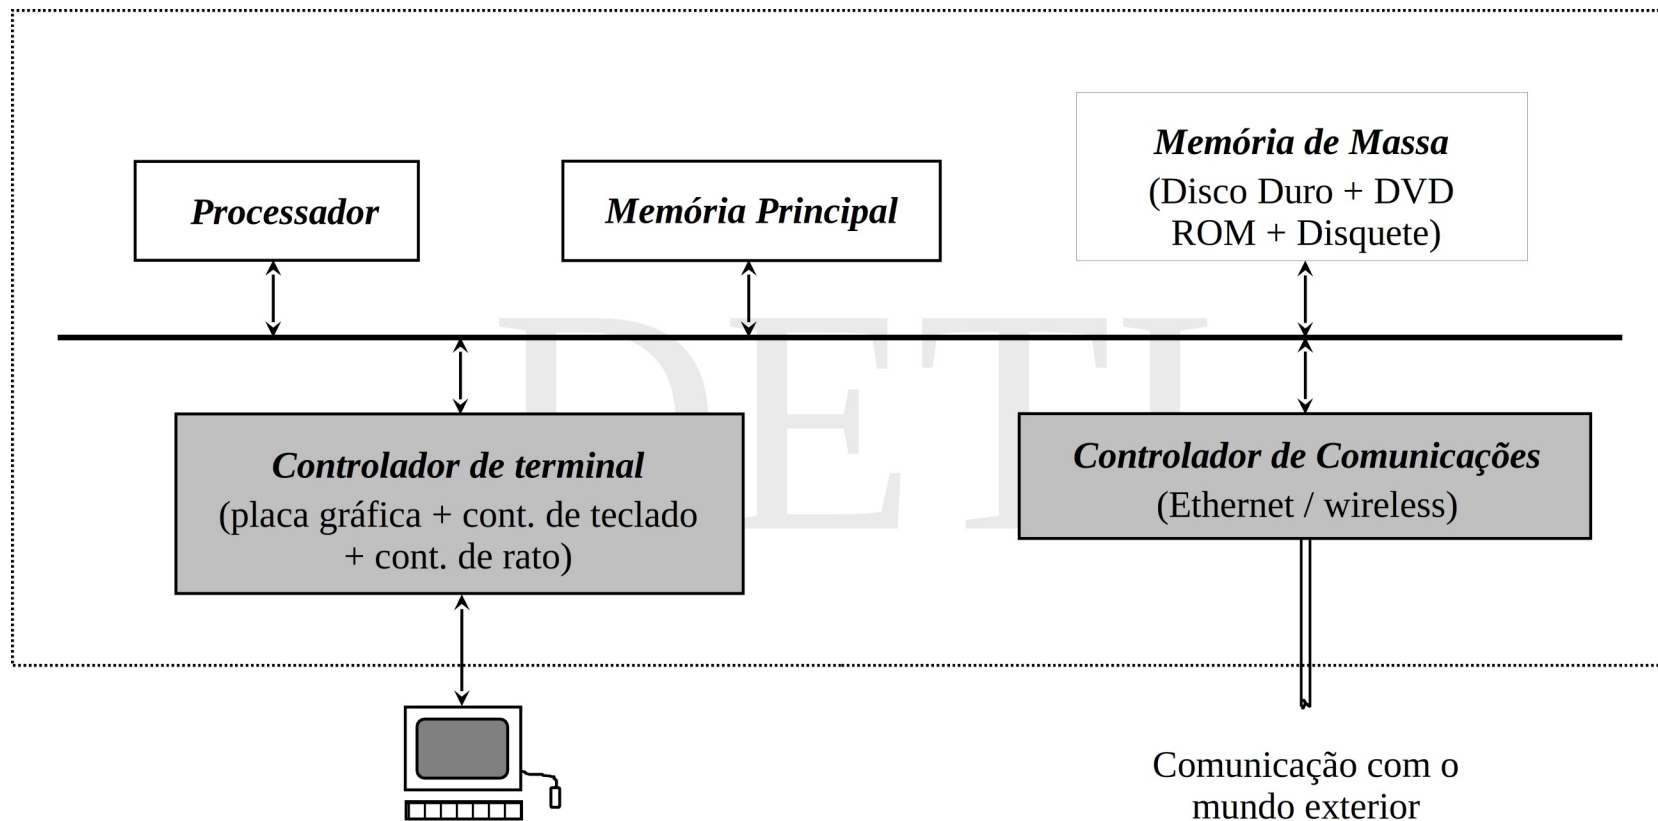 Processador
Memória Principal
Memória de Massa
(Disco Duro + DVD
ROM + Disquete)
DETI
Controlador de terminal
(placa gráfica + cont. de teclado
+ cont. de rato)
Controlador de Comunicações
(Ethernet / wireless)
Comunicação com o
mundo exterior